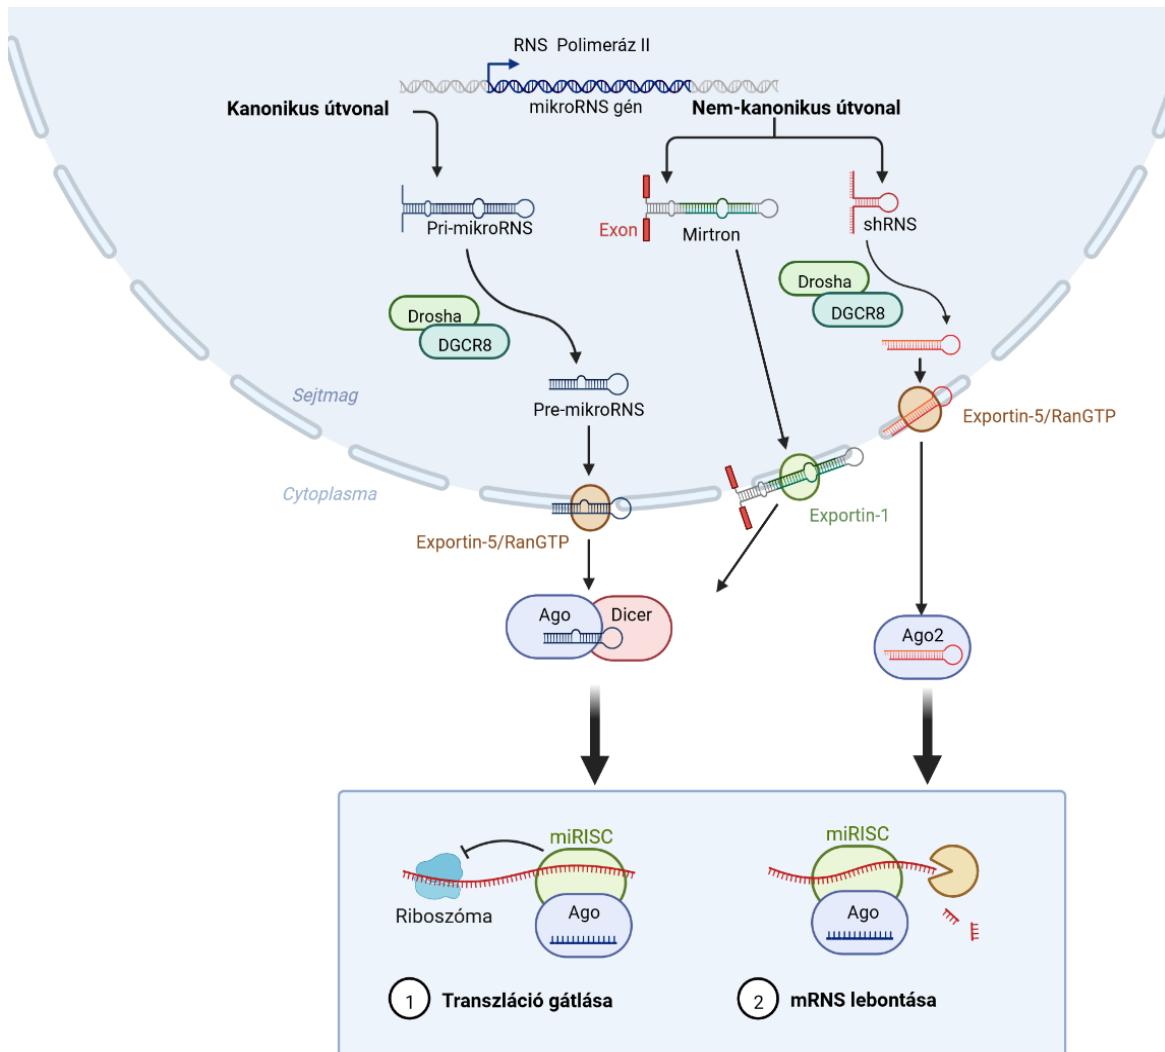 RNS Polimeráz II
mikroRNS gén
Kanonikus útvonal
Nem-kanonikus útvonal
Pri-mikroRNS
Exon
Mirtron
shRNS
Drosha
DGCR8
Drosha
DGCR8
Sejtmag
Pre-mikroRNS
Exportin-5/RanGTP
Cytoplasma
Exportin-1
Exportin-5/RanGTP
Ago
Dicer
Ago2
miRISC
Riboszóma
Ago
miRISC
Ago
1 Transzláció gátlása
2 mRNS lebontása